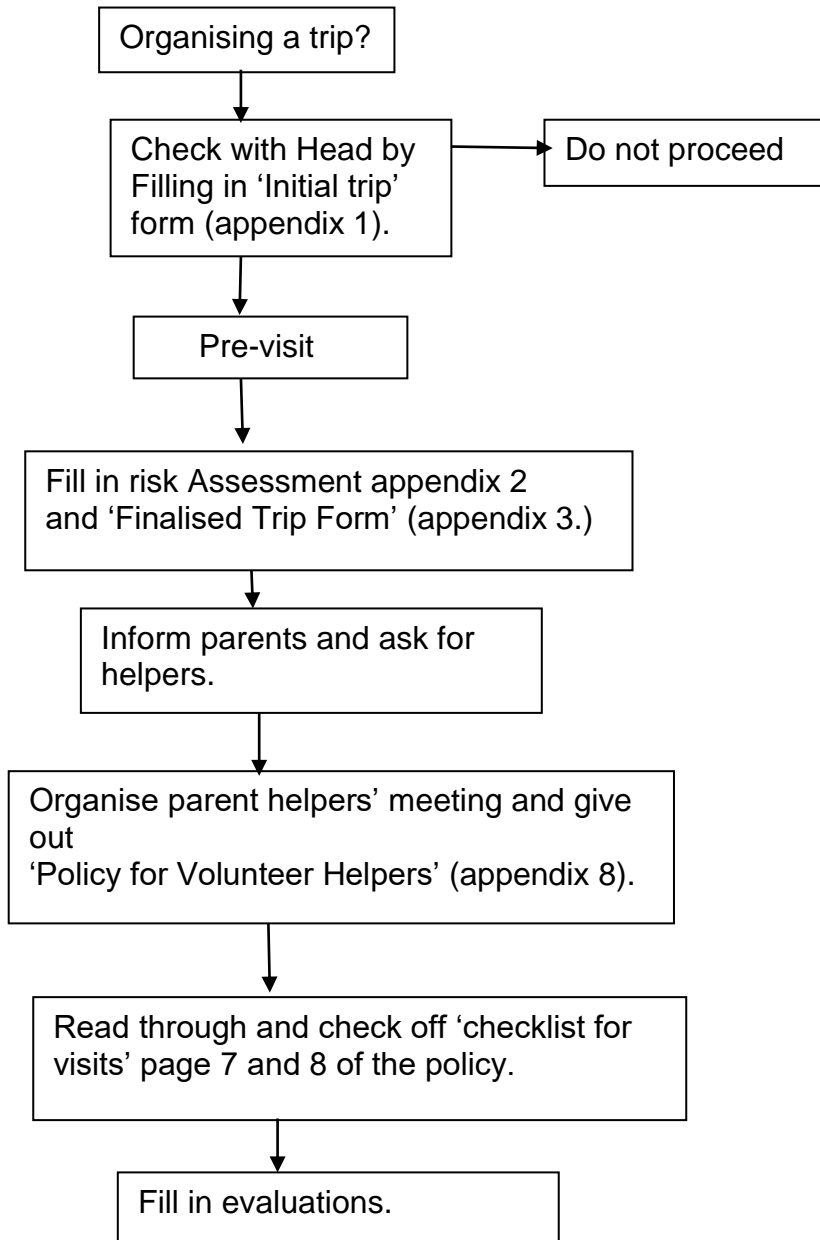 Organising a trip?
Check with Head by
Filling in ‘Initial trip’
form (appendix 1).
Do not proceed
Pre-visit
Fill in risk Assessment appendix 2
and ‘Finalised Trip Form’ (appendix 3.)
Inform parents and ask for
helpers.
Organise parent helpers’ meeting and give
out
‘Policy for Volunteer Helpers’ (appendix 8).
Read through and check off ‘checklist for
visits’ page 7 and 8 of the policy.
Fill in evaluations.